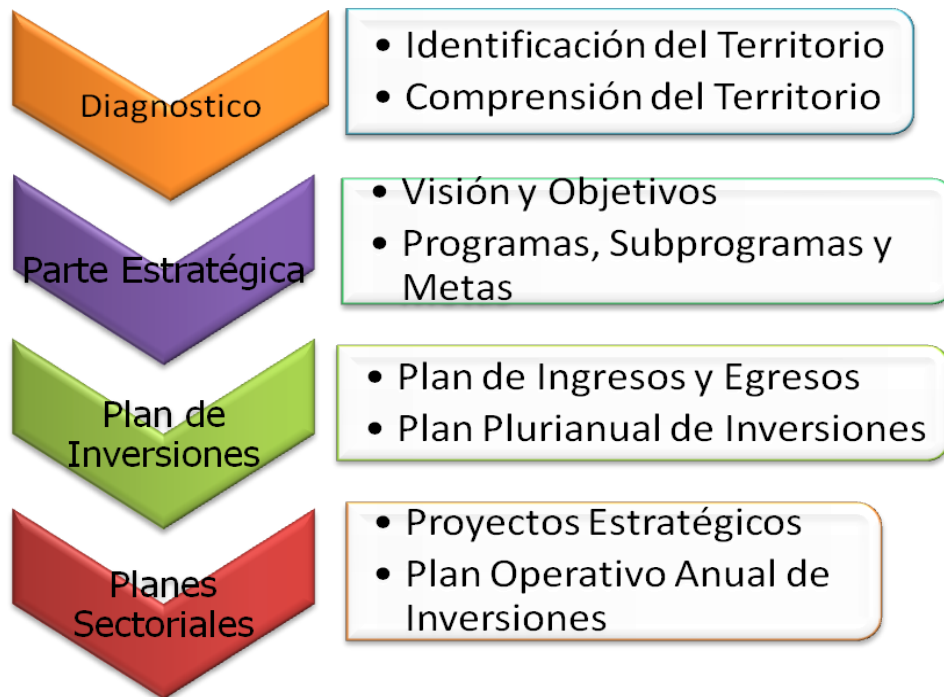 Diagnostico
• Identificación del Territorio
• Comprensión del Territorio
Parte Estratégica
• Visión y Objetivos
• Programas, Subprogramas y
Metas
Plan de
Inversiones
• Plan de Ingresos y Egresos
• Plan Plurianual de Inversiones
Planes
Sectoriales
• Proyectos Estratégicos
• Plan Operativo Anual de
Inversiones